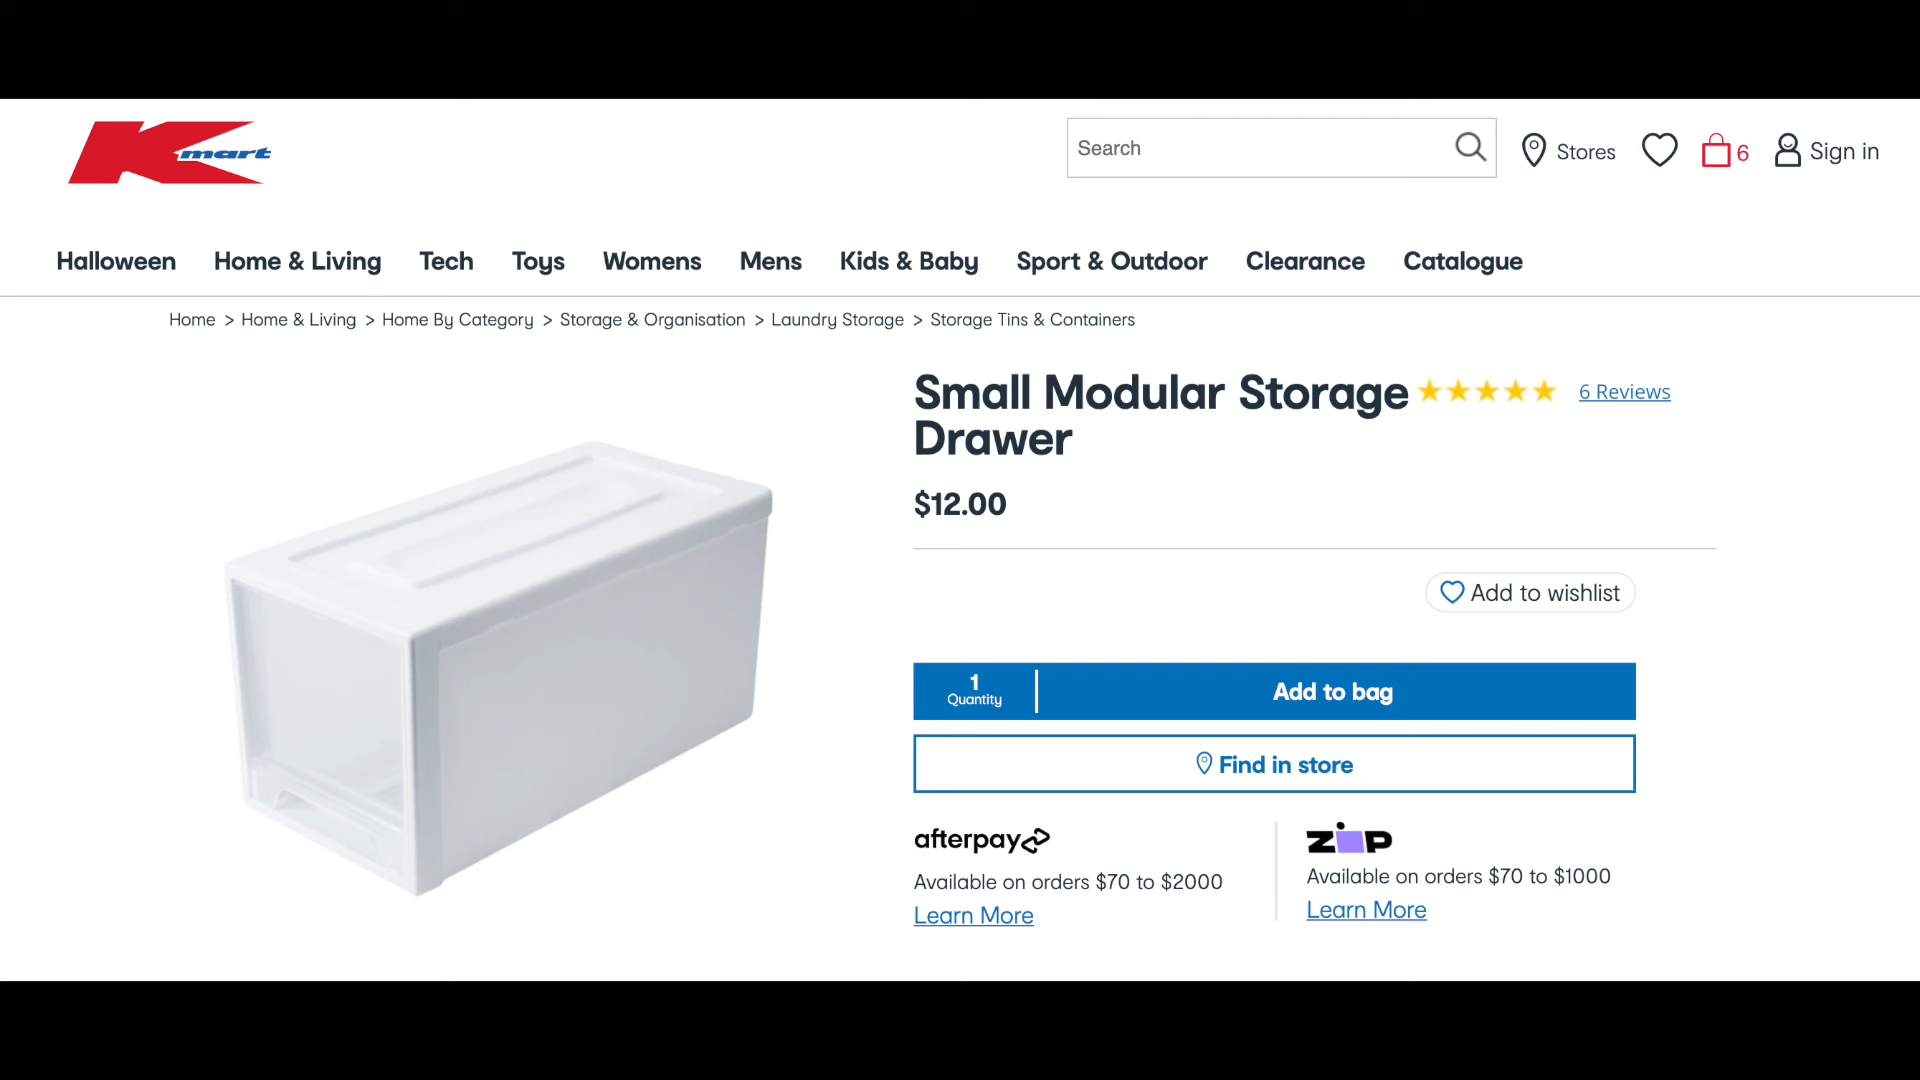 Kmart
Search
Stores
6
Sign in
Halloween
Home & Living
Tech
Toys
Womens
Mens
Kids & Baby
Sport & Outdoor
Clearance
Catalogue
Home > Home & Living > Home By Category > Storage & Organisation > Laundry Storage > Storage Tins & Containers
Small Modular Storage
Drawer
6 Reviews
$12.00
Add to wishlist
1
Quantity
Add to bag
Find in store
afterpay
Available on orders $70 to $2000
Learn More
zip
Available on orders $70 to $1000
Learn More